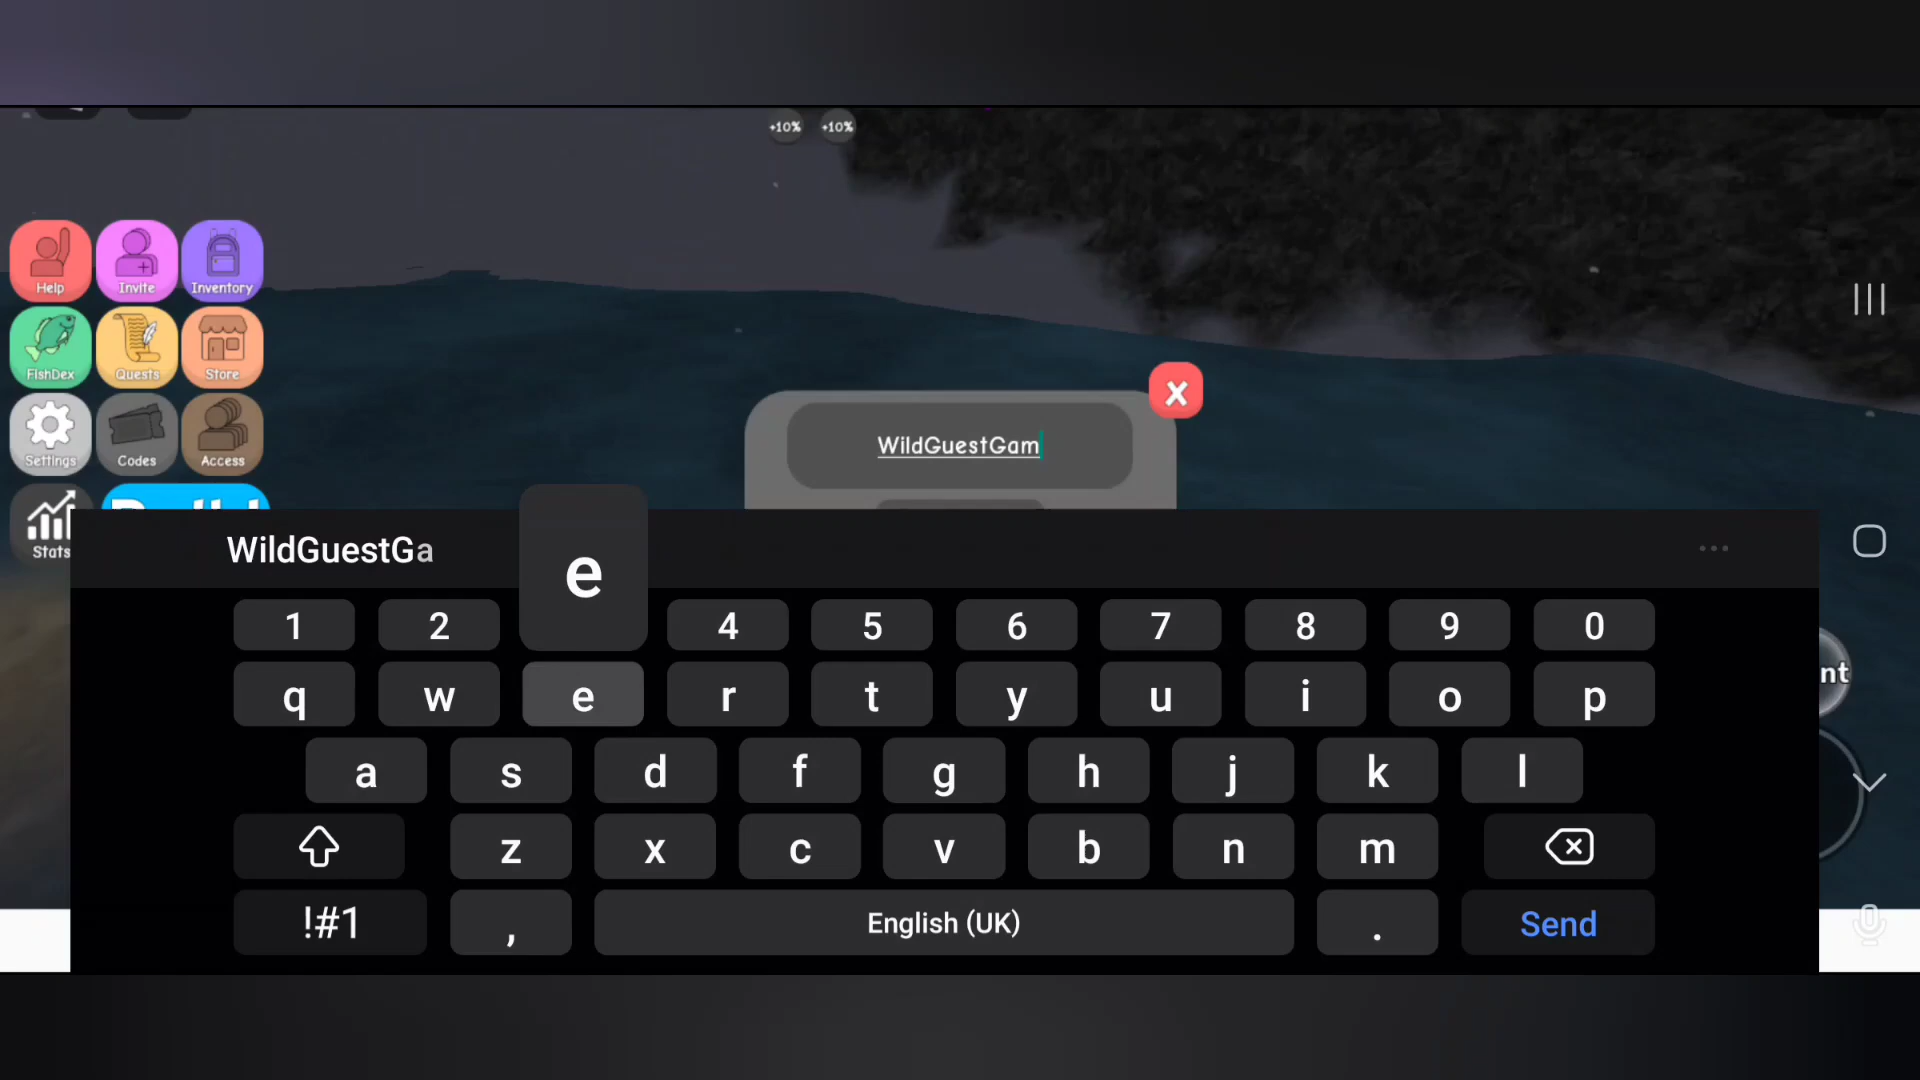 +10% +10%
Help Invite Inventory
FishDex Quests Store
Settings Codes Access
Stats
WildGuestGam
WildGuestGa
e
1 2 4 5 6 7 8 9 0
q w e r t y u i o p
a s d f g h j k l
z x c v b n m
!#1 , English (UK) . Send
nt